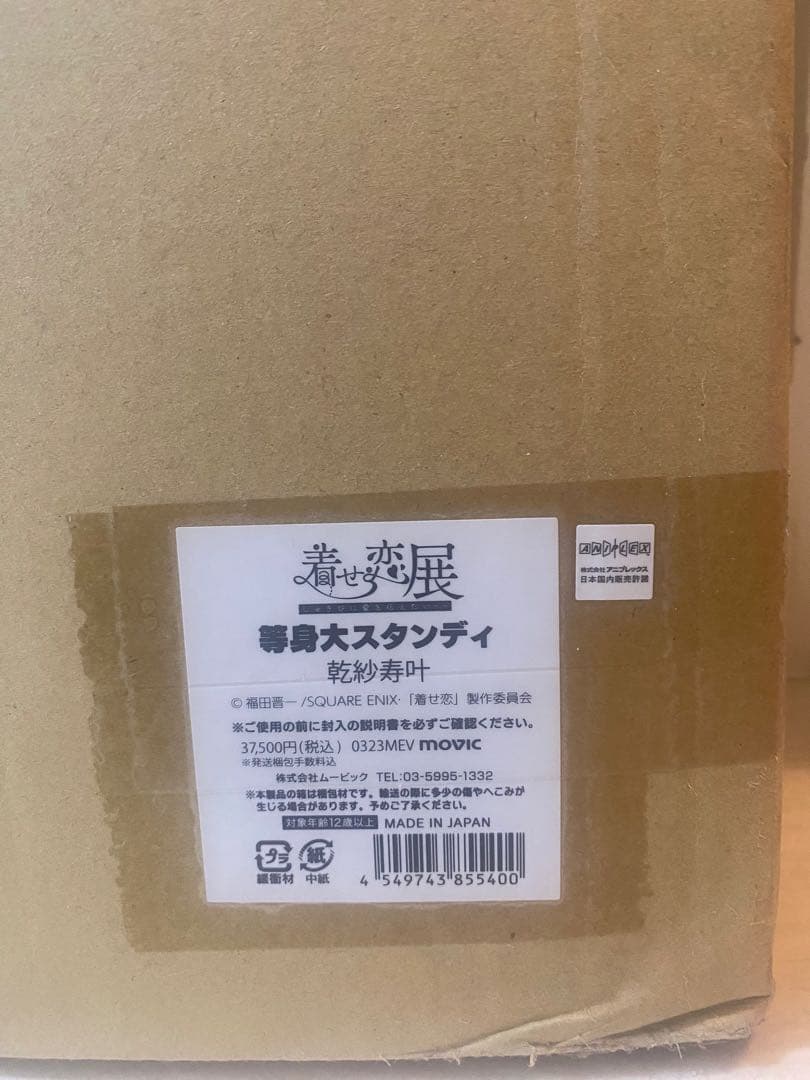 着せ恋展
等身大スタンディ
乾紗寿叶
© 福田晋一/SQUARE ENIX・「着せ恋」製作委員会
※ご使用の前に封入の説明書を必ずご確認ください。
37,500円(税込) 0323MEV movic
※発送梱包手数料込
株式会社ムービック TEL:03-5995-1332
※本製品の箱は梱包材です。輸送の際に多少の傷やへこみが
生じる場合があります。予めご了承ください。
対象年齢12歳以上 MADE IN JAPAN
プラ 紙
緩衝材 中紙
4 549743 855400
ANIPLEX
株式会社アニプレックス
日本国内販売許諾